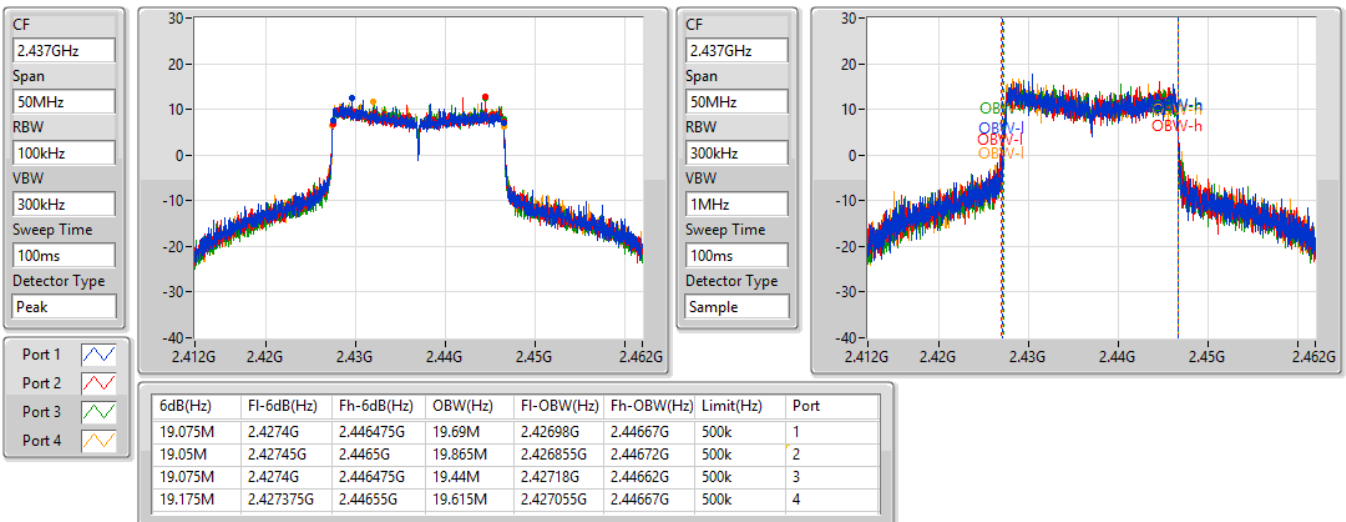 CF
2.437GHz
Span
50MHz
RBW
100kHz
VBW
300kHz
Sweep Time
100ms
Detector Type
Peak
30
20
10
0
-10
-20
-30
-40
2.412G 2.42G 2.43G 2.44G 2.45G 2.462G
CF
2.437GHz
Span
50MHz
RBW
300kHz
VBW
1MHz
Sweep Time
100ms
Detector Type
Sample
30
20
10
0
-10
-20
-30
-40
OBW-l
OBW-l
OBW-l
OBW-h
2.412G 2.42G 2.43G 2.44G 2.45G 2.462G
Port 1
Port 2
Port 3
Port 4
6dB(Hz) Fl-6dB(Hz) Fh-6dB(Hz) OBW(Hz) Fl-OBW(Hz) Fh-OBW(Hz) Limit(Hz) Port
19.075M 2.4274G 2.446475G 19.69M 2.42698G 2.44667G 500k 1
19.05M 2.42745G 2.4465G 19.865M 2.426855G 2.44672G 500k 2
19.075M 2.4274G 2.446475G 19.44M 2.42718G 2.44662G 500k 3
19.175M 2.427375G 2.44655G 19.615M 2.427055G 2.44667G 500k 4